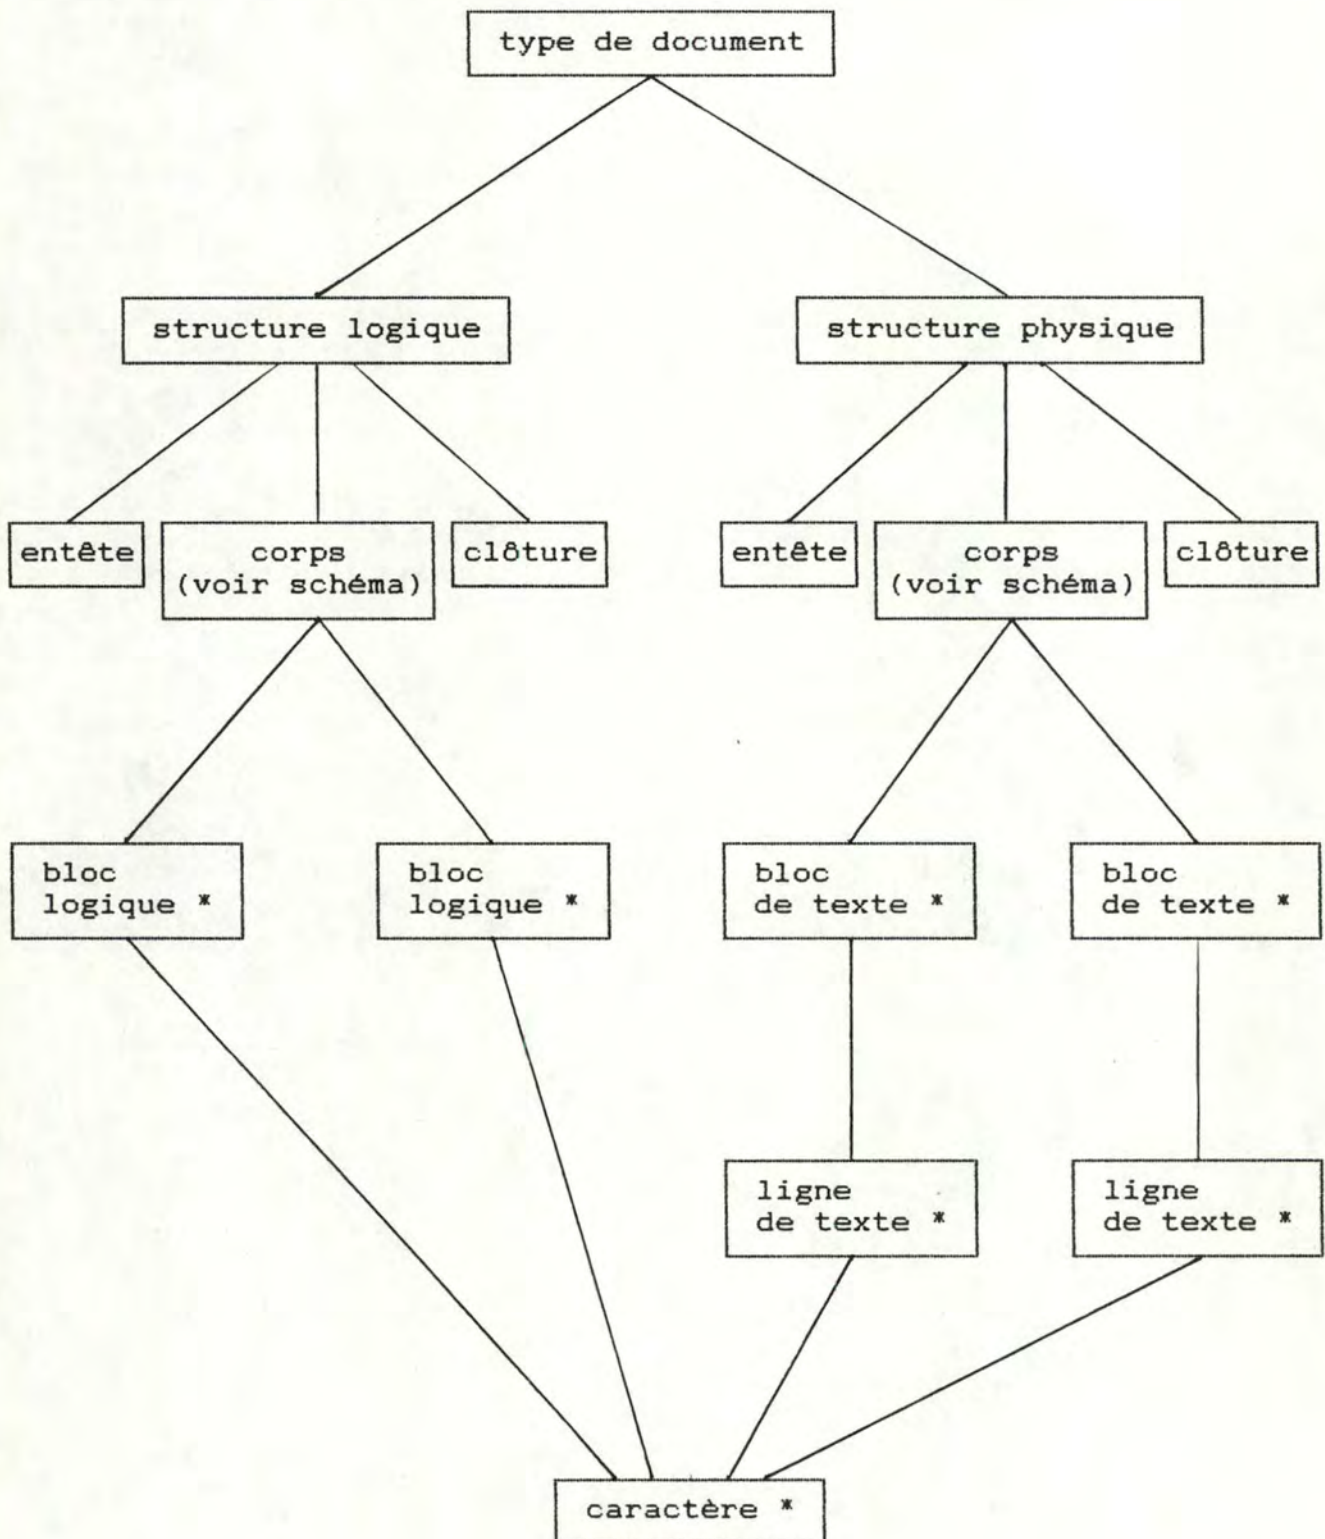 type de document
structure logique
structure physique
entête
corps
(voir schéma)
clôture
entête
corps
(voir schéma)
clôture
bloc
logique *
bloc
logique *
bloc
de texte *
bloc
de texte *
ligne
de texte *
ligne
de texte *
caractère *